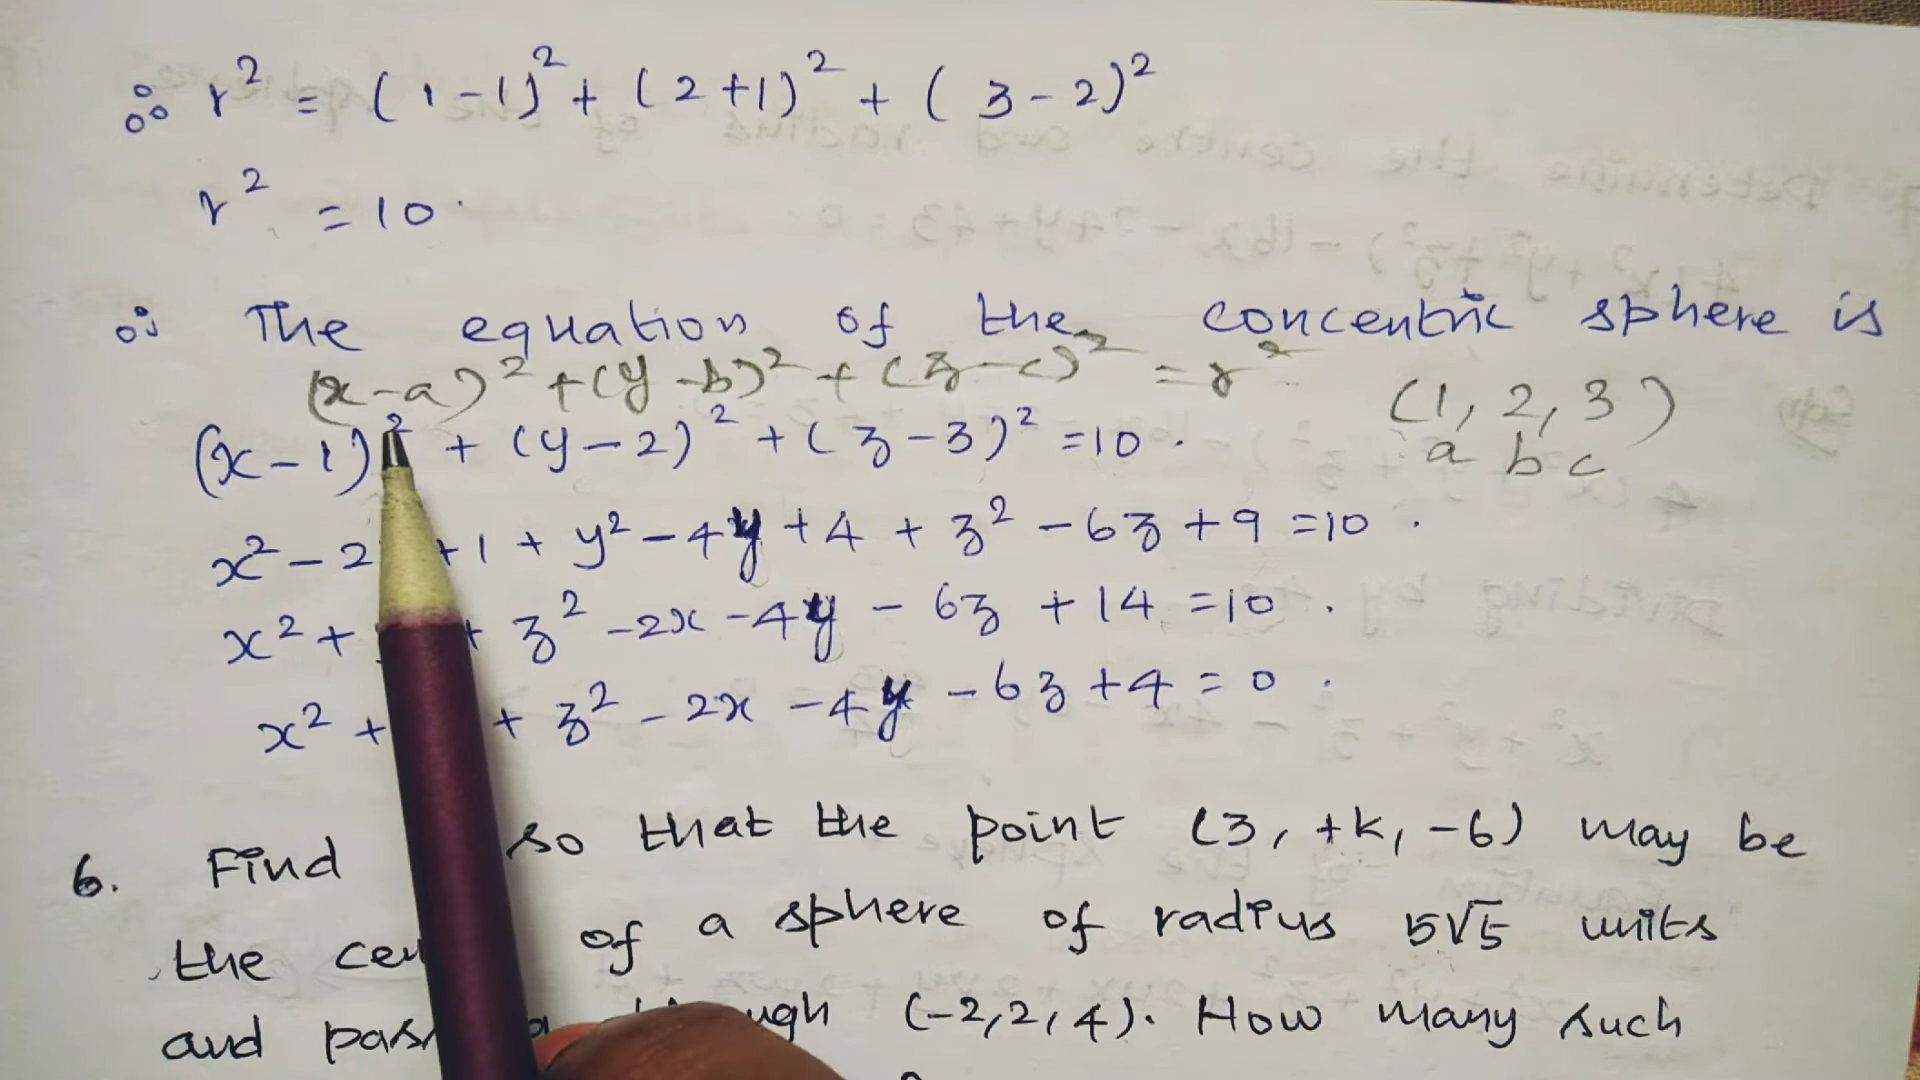 ∴ r² = (1-1)² + (2+1)² + (3-2)²
r² = 10.
∴ The equation of the concentric sphere is
(x-a)² + (y-b)² + (z-c)² = r²
(1, 2, 3)
(x-1)² + (y-2)² + (z-3)² = 10.
a b c
x² - 2 +1 + y² - 4y + 4 + z² - 6z + 9 = 10.
x² + + z² - 2x - 4y - 6z + 14 = 10.
x² + + z² - 2x - 4y - 6z + 4 = 0.
6. Find so that the point (3, +k, -6) may be
the of a sphere of radius 5√5 units
and (-2,2,4). How many such